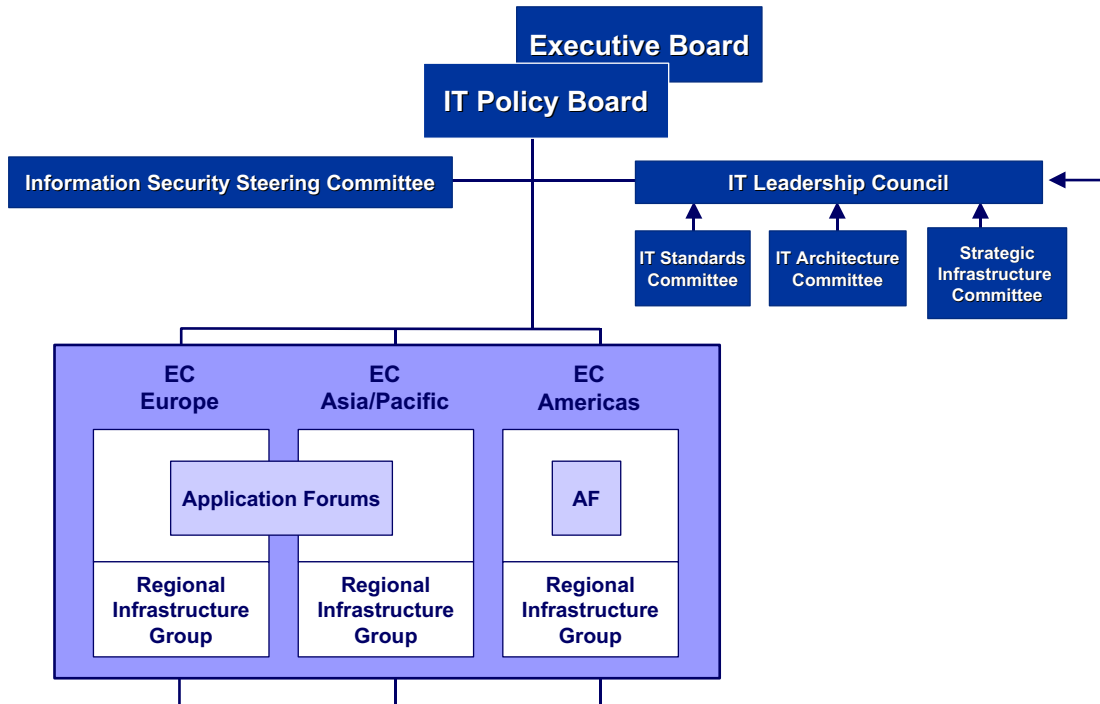 Executive Board
IT Policy Board
Information Security Steering Committee
IT Leadership Council
IT Standards
Committee
IT Architecture
Committee
Strategic
Infrastructure
Committee
EC
Europe
EC
Asia/Pacific
EC
Americas
Application Forums
AF
Regional
Infrastructure
Group
Regional
Infrastructure
Group
Regional
Infrastructure
Group